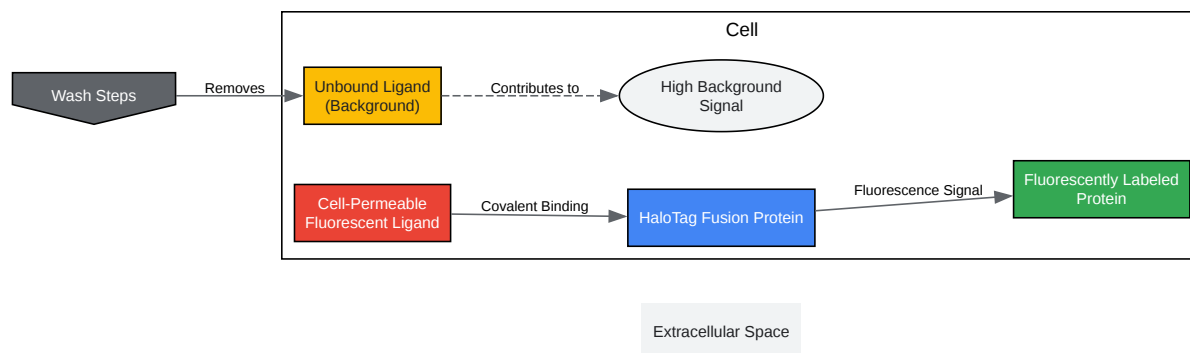 Cell
Wash Steps
Removes
Unbound Ligand
(Background)
Contributes to
High Background
Signal
Cell-Permeable
Fluorescent Ligand
Covalent Binding
HaloTag Fusion Protein
Fluorescence Signal
Fluorescently Labeled
Protein
Extracellular Space